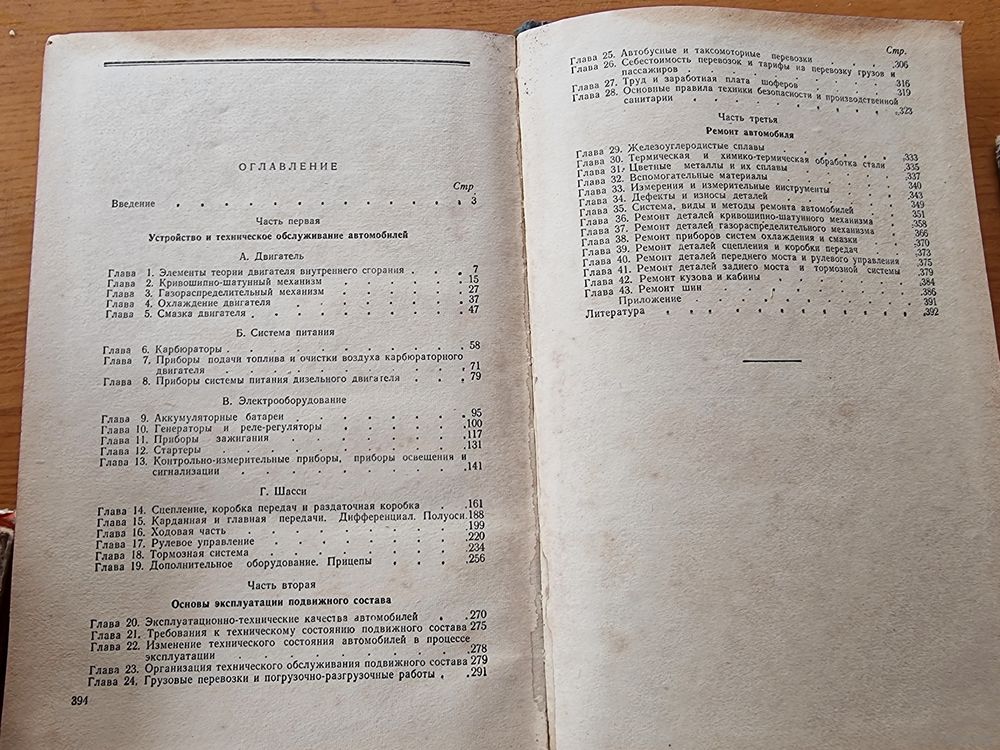 ОГЛАВЛЕНИЕ
Стр
Введение . . . . . . . . . . . . . 3
Часть первая
Устройство и техническое обслуживание автомобилей
А. Двигатель
Глава 1. Элементы теории двигателя внутреннего сгорания . . . 7
Глава 2. Кривошипно-шатунный механизм . . . . . . 15
Глава 3. Газораспределительный механизм . . . . . . 27
Глава 4. Охлаждение двигателя . . . . . . . . 37
Глава 5. Смазка двигателя . . . . . . . . . 47
Б. Система питания
Глава 6. Карбюраторы . . . . . . . . . . 58
Глава 7. Приборы подачи топлива и очистки воздуха карбюраторного
двигателя . . . . . . . . . . 71
Глава 8. Приборы системы питания дизельного двигателя . . . 79
В. Электрооборудование
Глава 9. Аккумуляторные батареи . . . . . . . 95
Глава 10. Генераторы и реле-регуляторы . . . . . . 100
Глава 11. Приборы зажигания . . . . . . . . 117
Глава 12. Стартеры . . . . . . . . . . 131
Глава 13. Контрольно-измерительные приборы, приборы освещения и
сигнализации . . . . . . . . . 141
Г. Шасси
Глава 14. Сцепление, коробка передач и раздаточная коробка . . 161
Глава 15. Карданная и главная передачи. Дифференциал. Полуоси. 188
Глава 16. Ходовая часть . . . . . . . . . 199
Глава 17. Рулевое управление . . . . . . . . 220
Глава 18. Тормозная система . . . . . . . . 234
Глава 19. Дополнительное оборудование. Прицепы . . . . 256
Часть вторая
Основы эксплуатации подвижного состава
Глава 20. Эксплуатационно-технические качества автомобилей . . 270
Глава 21. Требования к техническому состоянию подвижного состава 275
Глава 22. Изменение технического состояния автомобилей в процессе
эксплуатации . . . . . . . . . 278
Глава 23. Организация технического обслуживания подвижного состава 279
Глава 24. Грузовые перевозки и погрузочно-разгрузочные работы . . 291
394
Стр.
Глава 25. Автобусные и таксомоторные перевозки . . . . 306
Глава 26. Себестоимость перевозок и тарифы на перевозку грузов и
пассажиров . . . . . . . . . 316
Глава 27. Труд и заработная плата шоферов . . . . . 319
Глава 28. Основные правила техники безопасности и производственной
санитарии . . . . . . . . . 323
Часть третья
Ремонт автомобиля
Глава 29. Железоуглеродистые сплавы . . . . . . 333
Глава 30. Термическая и химико-термическая обработка стали . 335
Глава 31. Цветные металлы и их сплавы . . . . . . 337
Глава 32. Вспомогательные материалы . . . . . . 340
Глава 33. Измерения и измерительные инструменты . . . . 343
Глава 34. Дефекты и износы деталей . . . . . . 349
Глава 35. Система, виды и методы ремонта автомобилей . . . 351
Глава 36. Ремонт деталей кривошипно-шатунного механизма . . 358
Глава 37. Ремонт деталей газораспределительного механизма . . 366
Глава 38. Ремонт приборов систем охлаждения и смазки . . . 370
Глава 39. Ремонт деталей сцепления и коробки передач . . . 373
Глава 40. Ремонт деталей переднего моста и рулевого управления . 375
Глава 41. Ремонт деталей заднего моста и тормозной системы . . 379
Глава 42. Ремонт кузова и кабины . . . . . . . 384
Глава 43. Ремонт шин . . . . . . . . . 386
Приложение . . . . . . . . . . 391
Литература . . . . . . . . . . . 392